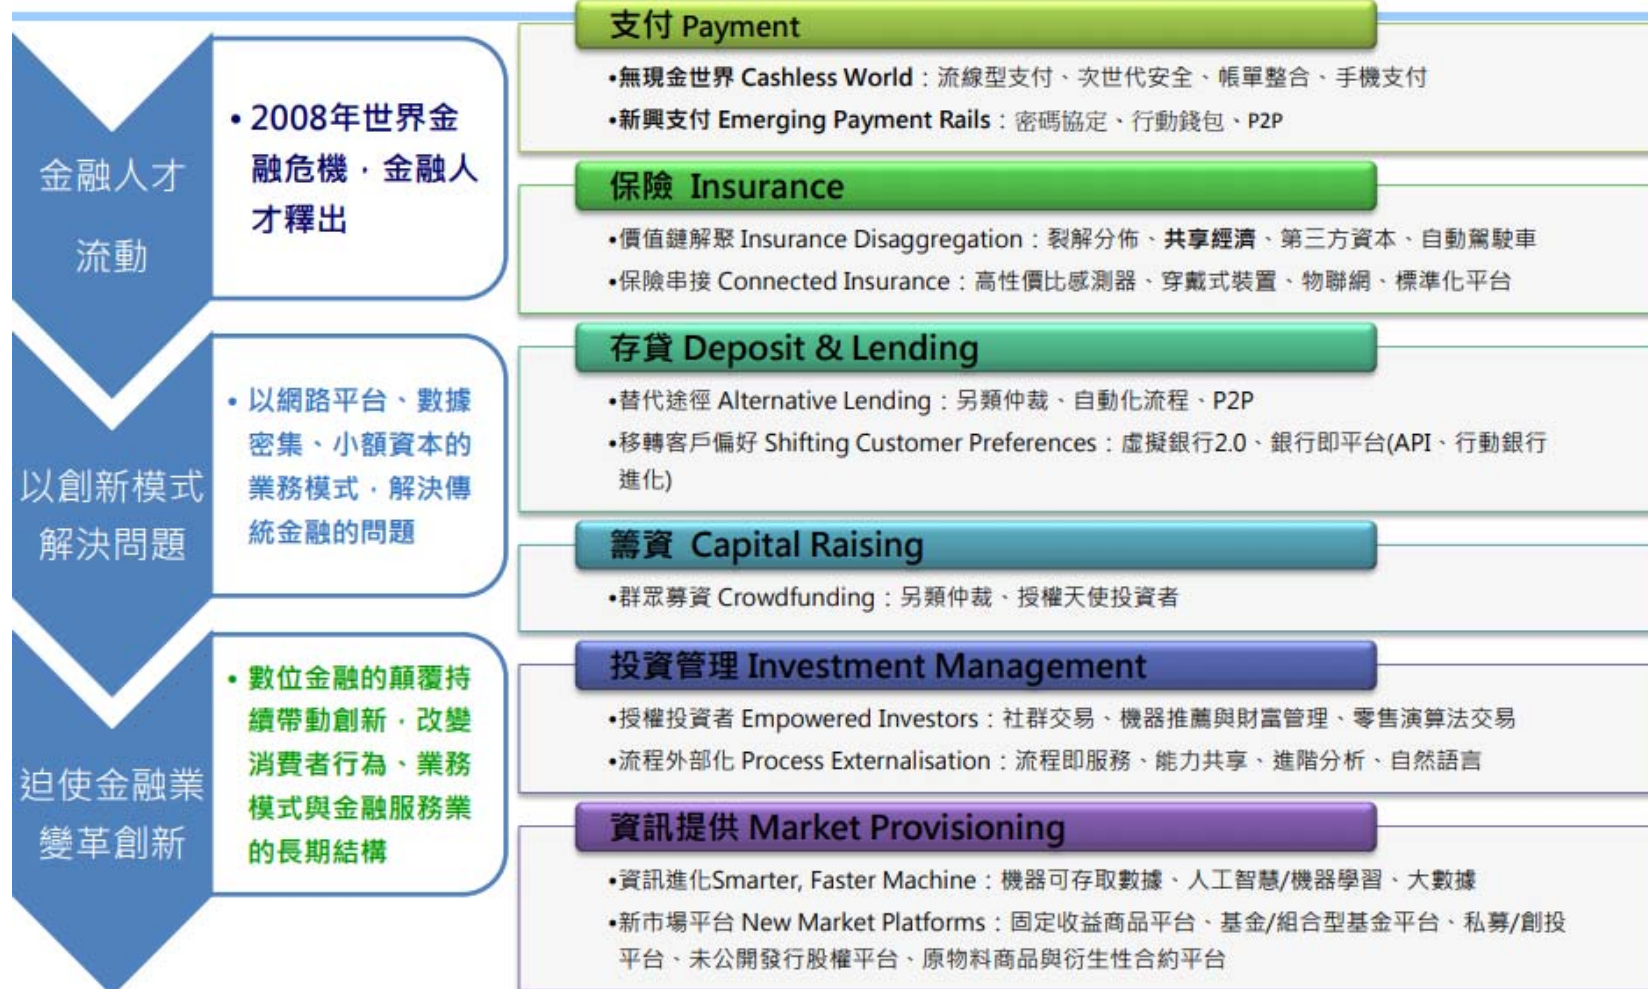 金融人才
流動
•2008年世界金
融危機，金融人
才釋出
以創新模式
解決問題
•以網路平台、數據
密集、小額資本的
業務模式，解決傳
統金融的問題
迫使金融業
變革創新
•數位金融的顛覆持
續帶動創新，改變
消費者行為、業務
模式與金融服務業
的長期結構
支付 Payment
•無現金世界 Cashless World：流線型支付、次世代安全、帳單整合、手機支付
•新興支付 Emerging Payment Rails：密碼協定、行動錢包、P2P
保險 Insurance
•價值鏈解聚 Insurance Disaggregation：裂解分佈、共享經濟、第三方資本、自動駕駛車
•保險串接 Connected Insurance：高性價比感測器、穿戴式裝置、物聯網、標準化平台
存貸 Deposit & Lending
•替代途徑 Alternative Lending：另類仲裁、自動化流程、P2P
•移轉客戶偏好 Shifting Customer Preferences：虛擬銀行2.0、銀行即平台(API、行動銀行
進化)
籌資 Capital Raising
•群眾募資 Crowdfunding：另類仲裁、授權天使投資者
投資管理 Investment Management
•授權投資者 Empowered Investors：社群交易、機器推薦與財富管理、零售演算法交易
•流程外部化 Process Externalisation：流程即服務、能力共享、進階分析、自然語言
資訊提供 Market Provisioning
•資訊進化Smarter, Faster Machine：機器可存取數據、人工智慧/機器學習、大數據
•新市場平台 New Market Platforms：固定收益商品平台、基金/組合型基金平台、私募/創投
平台、未公開發行股權平台、原物料商品與衍生性合約平台